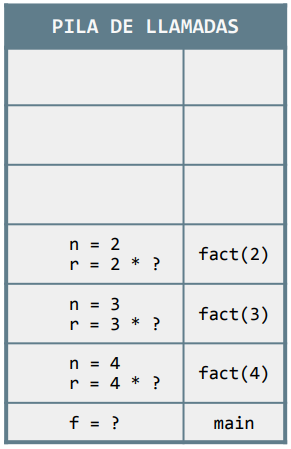 PILA DE LLAMADAS
n = 2
r = 2 * ?
fact(2)
n = 3
r = 3 * ?
fact(3)
n = 4
r = 4 * ?
fact(4)
f = ?
main